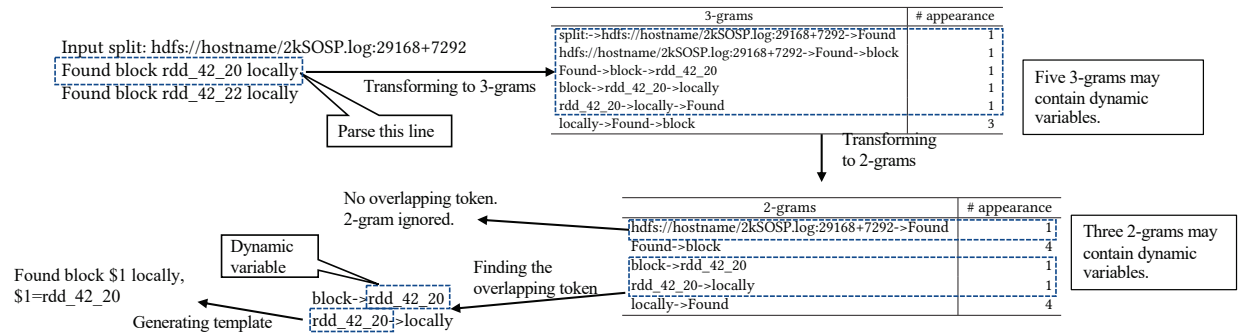 3-grams # appearance
split:->hdfs://hostname/2kSOSP.log:29168+7292->Found 1
hdfs://hostname/2kSOSP.log:29168+7292->Found->block 1
Found->block->rdd_42_20 1
block->rdd_42_20->locally 1
rdd_42_20->locally->Found 1
locally->Found->block 3
Input split: hdfs://hostname/2kSOSP.log:29168+7292
Found block rdd_42_20 locally
Found block rdd_42_22 locally
Transforming to 3-grams
Parse this line
Five 3-grams may
contain dynamic
variables.
Transforming
to 2-grams
2-grams # appearance
hdfs://hostname/2kSOSP.log:29168+7292->Found 1
Found->block 4
block->rdd_42_20 1
rdd_42_20->locally 1
locally->Found 4
Three 2-grams may
contain dynamic
variables.
No overlapping token.
2-gram ignored.
Finding the
overlapping token
Dynamic
variable
block->rdd_42_20
rdd_42_20->locally
Generating template
Found block $1 locally,
$1=rdd_42_20